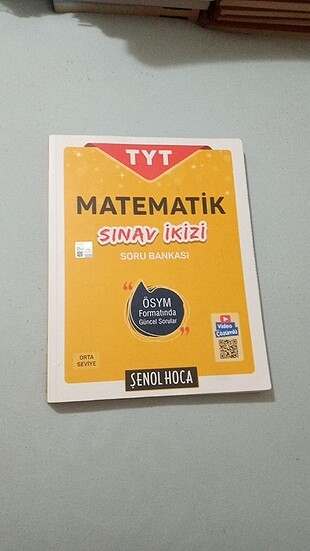 TYT
MATEMATİK
SINAV İKİZİ
SORU BANKASI
“
ÖSYM
Formatında
Güncel Sorular
”
Video
Çözümlü
ORTA
SEVİYE
ŞENOL HOCA